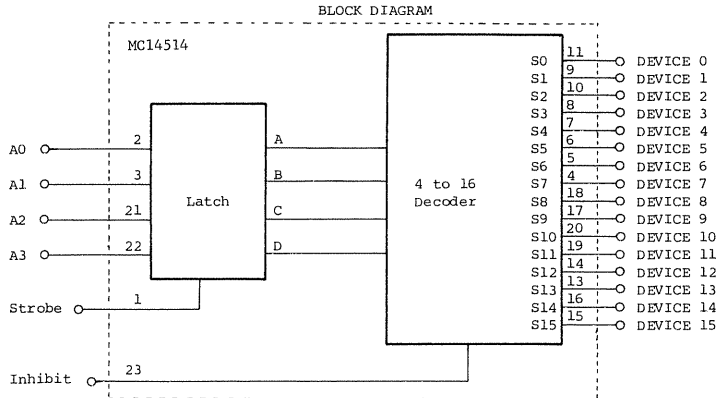 BLOCK DIAGRAM
MC14514
A0
2
A
A1
3
B
A2
21
C
A3
22
D
Latch
Strobe
1
Inhibit
23
4 to 16
Decoder
S0 11 DEVICE 0
S1 9 DEVICE 1
S2 10 DEVICE 2
S3 8 DEVICE 3
S4 7 DEVICE 4
S5 6 DEVICE 5
S6 5 DEVICE 6
S7 4 DEVICE 7
S8 18 DEVICE 8
S9 17 DEVICE 9
S10 20 DEVICE 10
S11 19 DEVICE 11
S12 14 DEVICE 12
S13 13 DEVICE 13
S14 16 DEVICE 14
S15 15 DEVICE 15